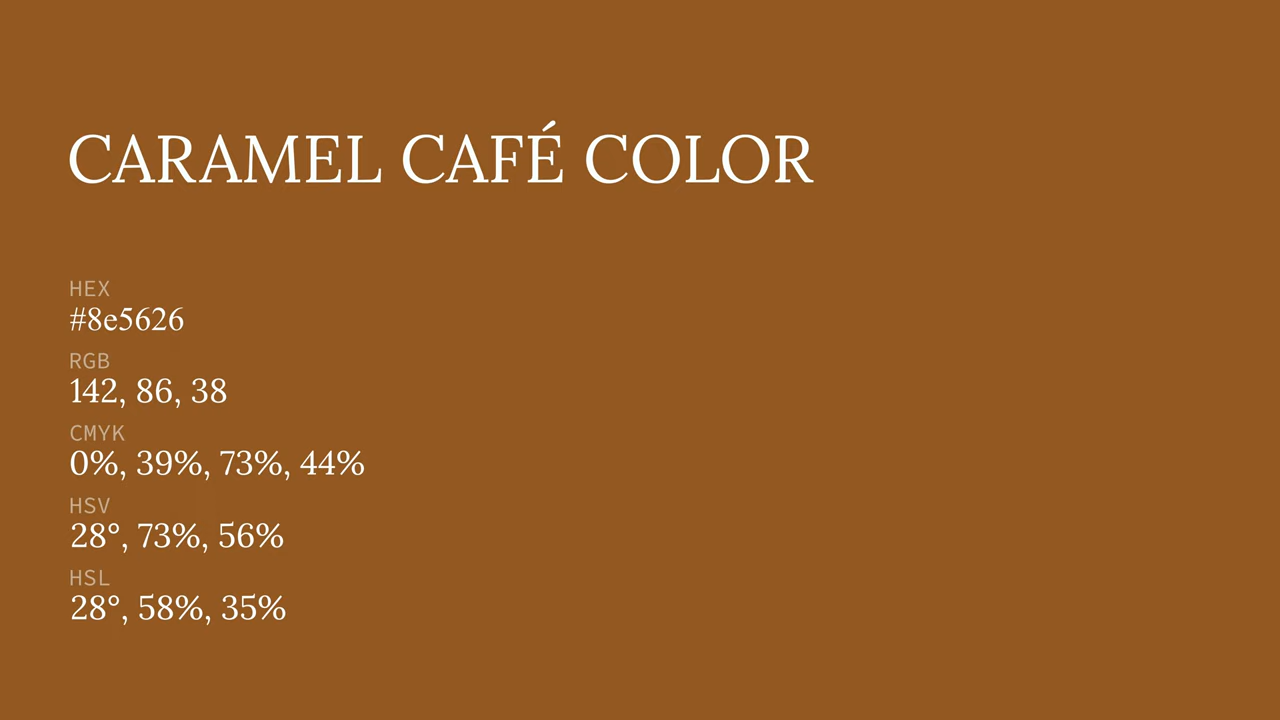 CARAMEL CAFÉ COLOR
HEX
#8e5626
RGB
142, 86, 38
CMYK
0%, 39%, 73%, 44%
HSV
28°, 73%, 56%
HSL
28°, 58%, 35%